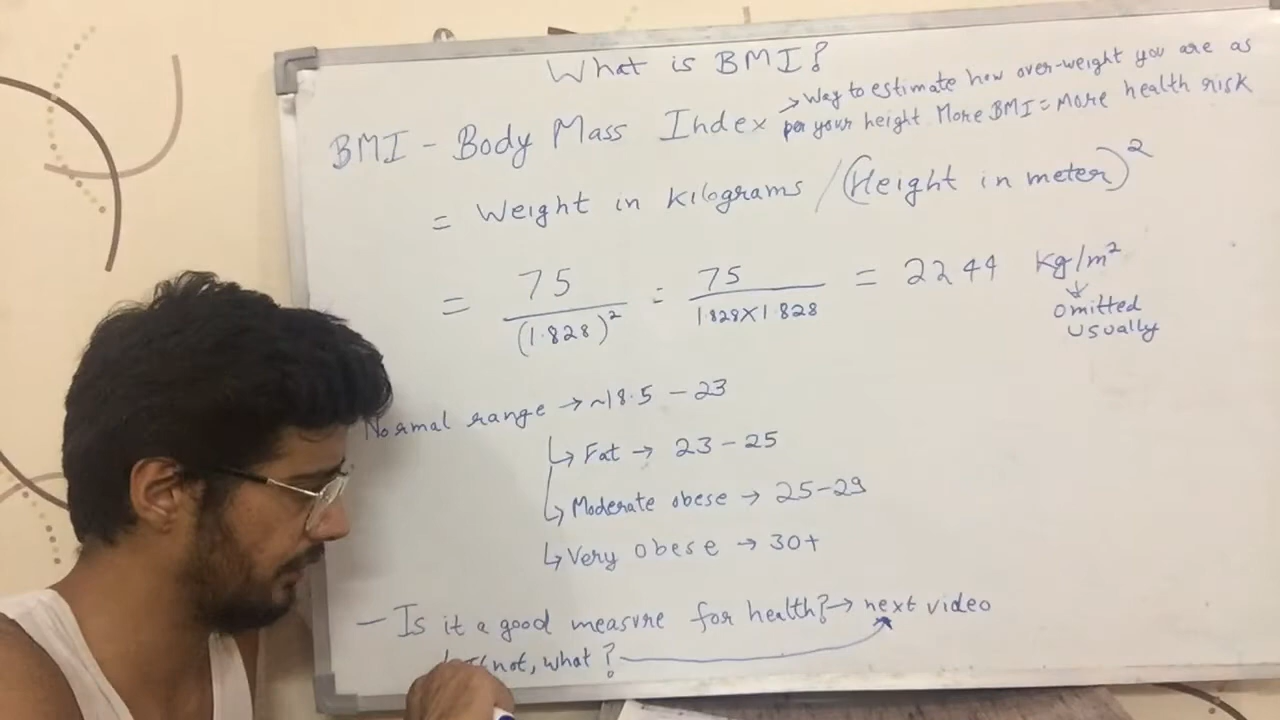 What is BMI?
BMI - Body Mass Index → Way to estimate how over-weight you are as
per your height More BMI = More health risk
= Weight in kilograms / (Height in meter)²
= 75/(1.828)² = 75/1.828×1.828 = 22.44 kg/m²
↓
omitted
usually
Normal range → ~18.5 - 23
↳ Fat → 23 - 25
↳ Moderate obese → 25-29
↳ Very obese → 30+
- Is it a good measure for health? → next video
not, what?